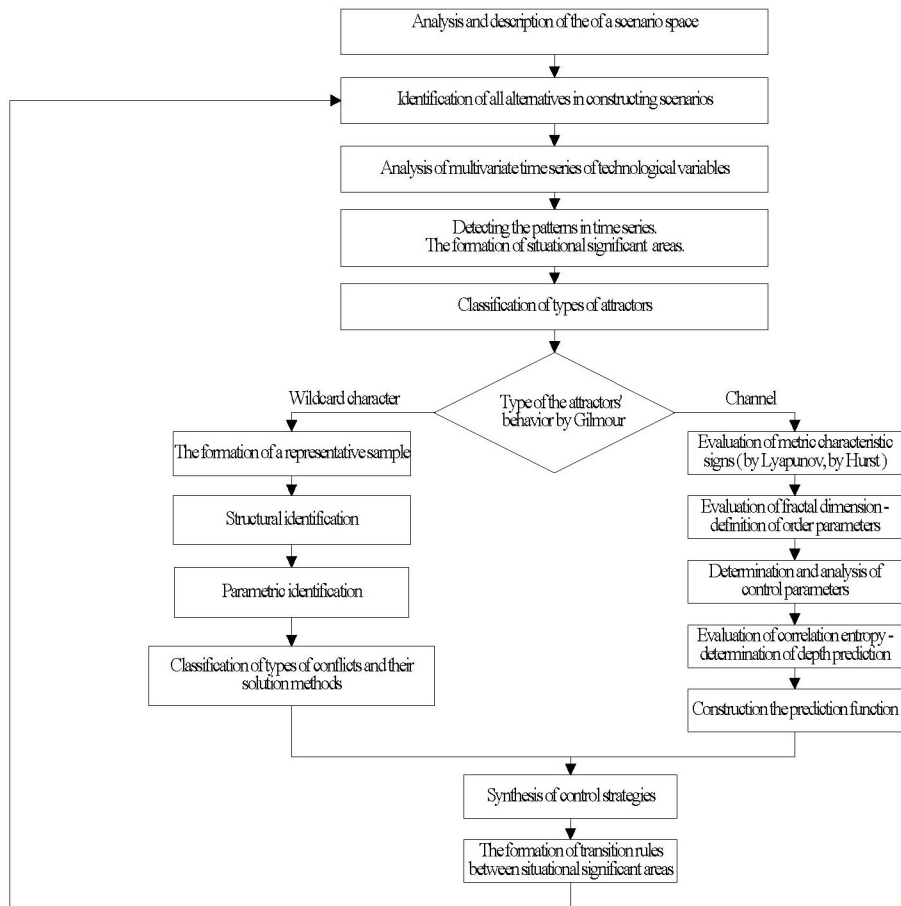 Analysis and description of the of a scenario space
Identification of all alternatives in constructing scenarios
Analysis of multivariate time series of technological variables
Detecting the patterns in time series.
The formation of situational significant areas.
Classification of types of attractors
Type of the attractors'
behavior by Gilmour
Wildcard character
The formation of a representative sample
Structural identification
Parametric identification
Classification of types of conflicts and their
solution methods
Channel
Evaluation of metric characteristic
signs ( by Lyapunov, by Hurst )
Evaluation of fractal dimension -
definition of order parameters
Determination and analysis of
control parameters
Evaluation of correlation entropy -
determination of depth prediction
Construction the prediction function
Synthesis of control strategies
The formation of transition rules
between situational significant areas